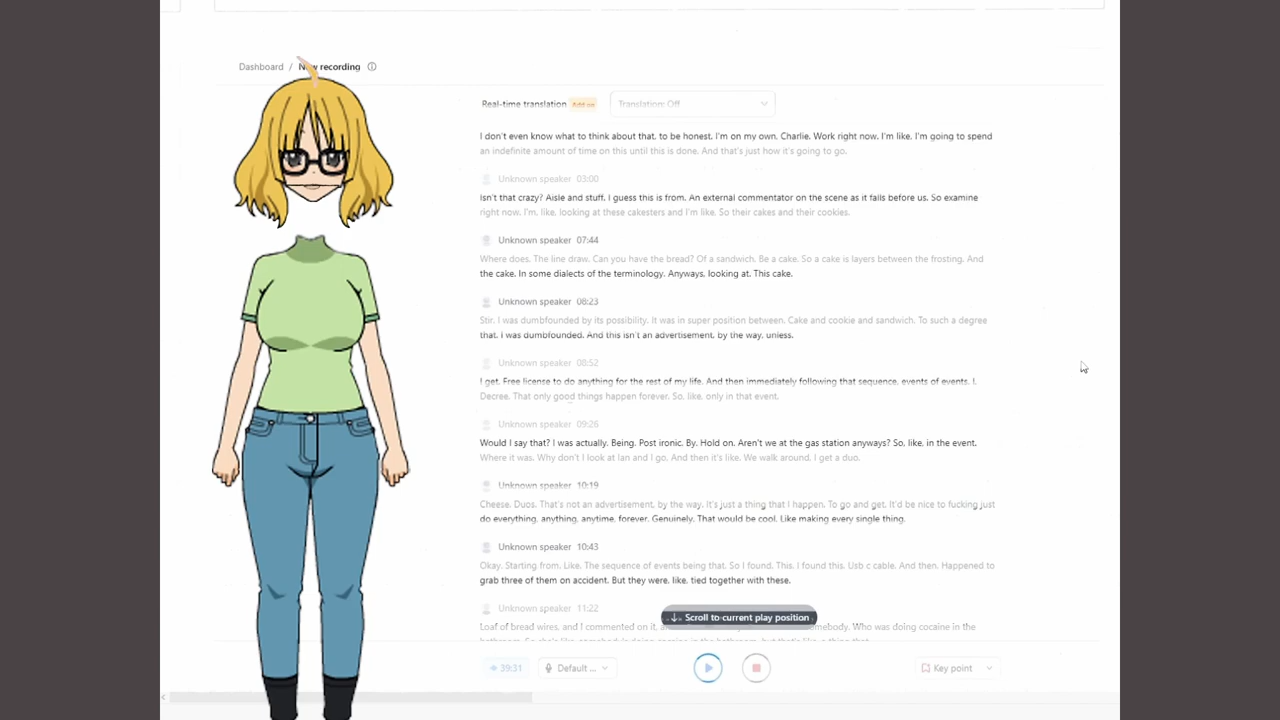 Dashboard / New recording
Real-time translation Add-on Translation: Off
I don't even know what to think about that, to be honest. I'm on my own, Charlie. Work right now. I'm like, I'm going to spend
an indefinite amount of time on this until this is done. And that's just how it's going to go.
Unknown speaker 03:00
Isn't that crazy? Aisle and stuff, I guess this is from. An external commentator on the scene as it falls before us. So examine
right now. I'm, like, looking at these cakesters and I'm like. So their cakes and their cookies.
Unknown speaker 07:44
Where does. The line draw. Can you have the bread? Of a sandwich. Be a cake. So a cake is layers between the frosting. And
the cake. In some dialects of the terminology. Anyways, looking at. This cake.
Unknown speaker 08:23
Stir. I was dumbfounded by its possibility. It was in super position between. Cake and cookie and sandwich. To such a degree
that. I was dumbfounded. And this isn't an advertisement, by the way, unless.
Unknown speaker 08:52
I get. Free license to do anything for the rest of my life. And then immediately following that sequence, events of events. I.
Decree. That only good things happen forever. So, like, only in that event.
Unknown speaker 09:26
Would I say that? I was actually. Being. Post ironic. By. Hold on. Aren't we at the gas station anyways? So, like, in the event.
Where it was. Why don't I look at Ian and I go. And then it's like. We walk around. I get a duo.
Unknown speaker 10:19
Cheese. Duos. That's not an advertisement, by the way. It's just a thing that I happen. To go and get. It'd be nice to fucking just
do everything, anything, anytime, forever. Genuinely. That would be cool. Like making every single thing.
Unknown speaker 10:43
Okay. Starting from. Like. The sequence of events being that. So I found. This. I found this. Usb c cable. And then. Happened to
grab three of them on accident. But they were, like, tied together with these.
Unknown speaker 11:22
Loaf of bread wires, and I commented on it, mebody. Who was doing cocaine in the
Scroll to current play position
39:31 Default ... Key point